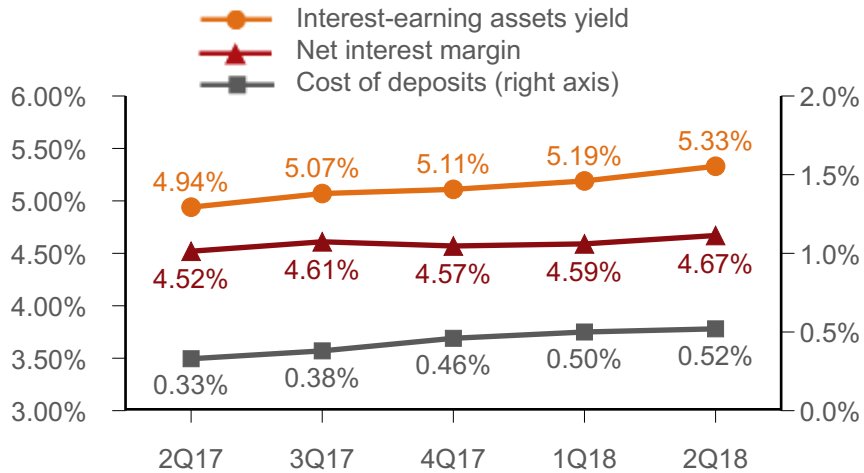 Interest-earning assets yield
Net interest margin
Cost of deposits (right axis)
6.00% 2.0%
5.33%
5.50% 4.94% 5.07% 5.11% 5.19%
1.5%
5.00%
4.50% 1.0%
4.52% 4.61% 4.57% 4.59% 4.67%
4.00%
0.5%
3.50%
0.33% 0.38% 0.46% 0.50% 0.52%
3.00% 0.0%
2Q17 3Q17 4Q17 1Q18 2Q18